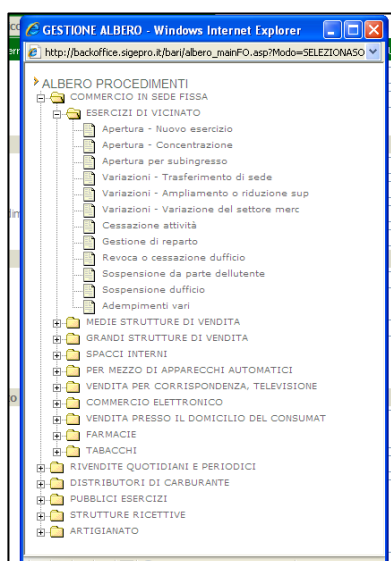 GESTIONE ALBERO - Windows Internet Explorer
http://backoffice.sigepro.it/bari/albero_mainFO.asp?Modo=SELEZIONASO
ALBERO PROCEDIMENTI
COMMERCIO IN SEDE FISSA
ESERCIZI DI VICINATO
Apertura - Nuovo esercizio
Apertura - Concentrazione
Apertura per subingresso
Variazioni - Trasferimento di sede
Variazioni - Ampliamento o riduzione sup
Variazioni - Variazione del settore merc
Cessazione attività
Gestione di reparto
Revoca o cessazione dufficio
Sospensione da parte dellutente
Sospensione dufficio
Adempimenti vari
MEDIE STRUTTURE DI VENDITA
GRANDI STRUTTURE DI VENDITA
SPACCI INTERNI
PER MEZZO DI APPARECCHI AUTOMATICI
VENDITA PER CORRISPONDENZA, TELEVISIONE
COMMERCIO ELETTRONICO
VENDITA PRESSO IL DOMICILIO DEL CONSUMAT
FARMACIE
TABACCHI
RIVENDITE QUOTIDIANI E PERIODICI
DISTRIBUTORI DI CARBURANTE
PUBBLICI ESERCIZI
STRUTTURE RICETTIVE
ARTIGIANATO